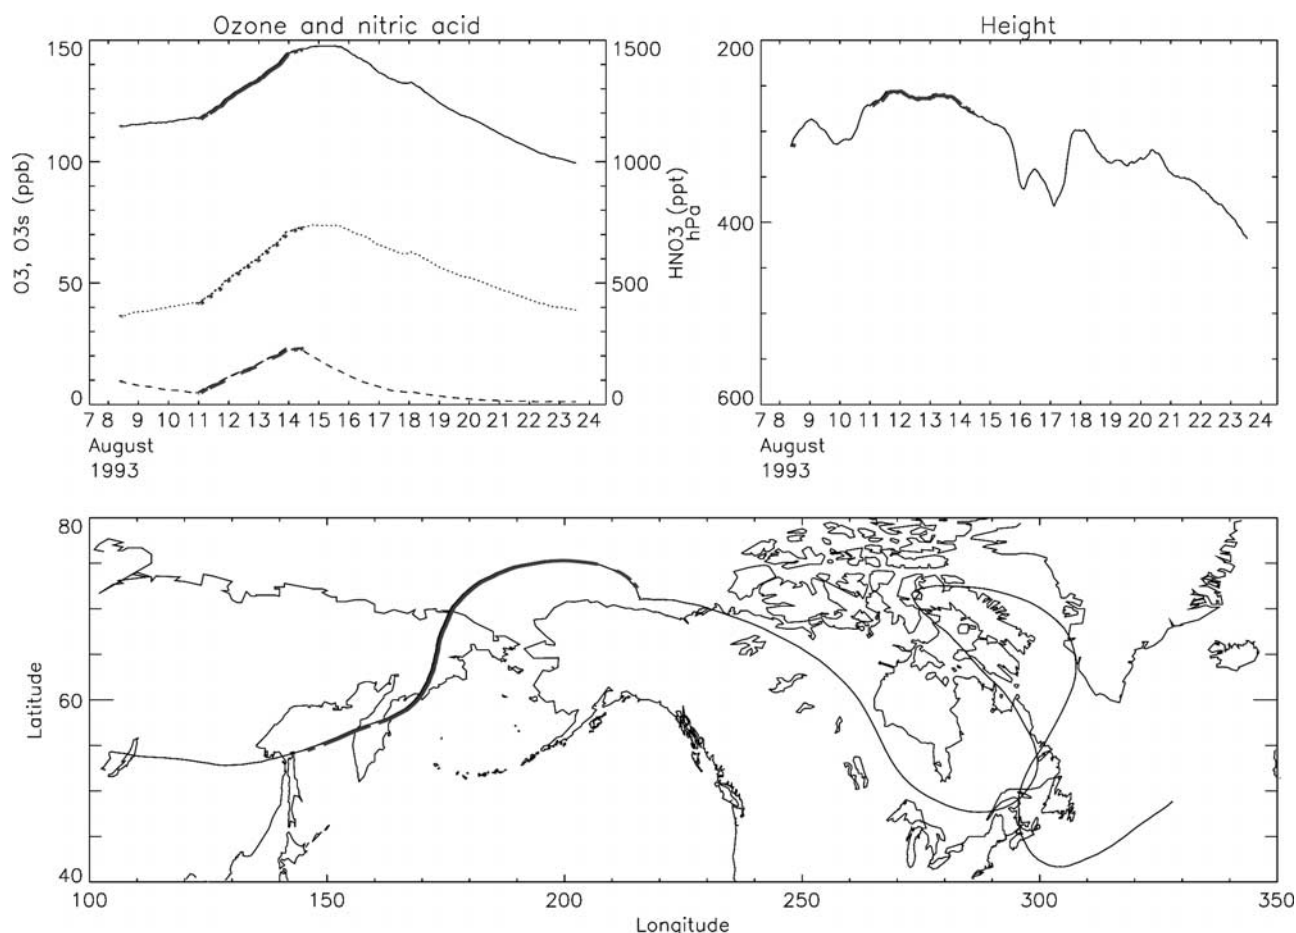 Ozone and nitric acid
150
100
50
0
O3, O3s (ppb)
1500
1000
500
0
HNO3 (ppt)
7 8 9 10 11 12 13 14 15 16 17 18 19 20 21 22 23 24
August
1993
Height
200
400
600
hPa
7 8 9 10 11 12 13 14 15 16 17 18 19 20 21 22 23 24
August
1993
80
60
40
Latitude
100 150 200 250 300 350
Longitude